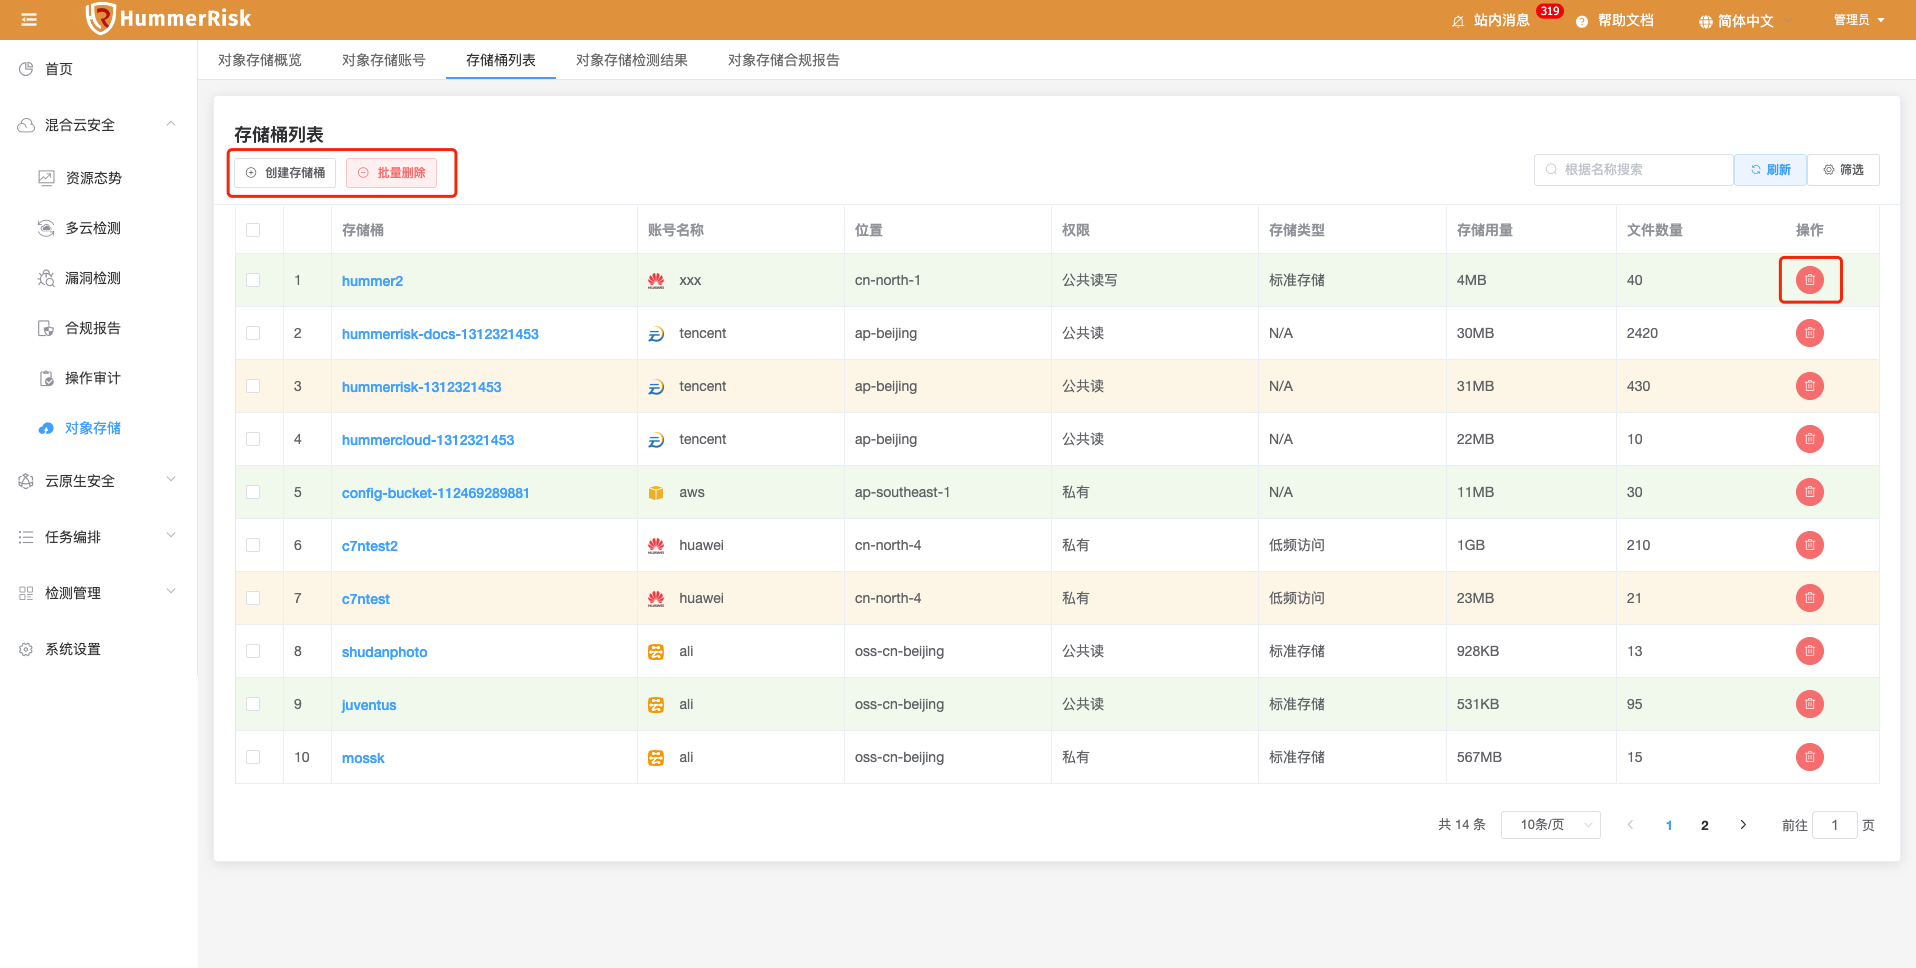 HummerRisk
站内消息 319 帮助文档 简体中文 管理员
首页
混合云安全
资源态势
多云检测
漏洞检测
合规报告
操作审计
对象存储
云原生安全
任务编排
检测管理
系统设置
对象存储概览 对象存储账号 存储桶列表 对象存储检测结果 对象存储合规报告
存储桶列表
创建存储桶 批量删除 根据名称搜索 刷新 筛选
存储桶 账号名称 位置 权限 存储类型 存储用量 文件数量 操作
1 hummer2 HUAWEI xxx cn-north-1 公共读写 标准存储 4MB 40
2 hummerrisk-docs-1312321453 tencent ap-beijing 公共读 N/A 30MB 2420
3 hummerrisk-1312321453 tencent ap-beijing 公共读 N/A 31MB 430
4 hummercloud-1312321453 tencent ap-beijing 公共读 N/A 22MB 10
5 config-bucket-112469289881 aws ap-southeast-1 私有 N/A 11MB 30
6 c7ntest2 HUAWEI huawei cn-north-4 私有 低频访问 1GB 210
7 c7ntest HUAWEI huawei cn-north-4 私有 低频访问 23MB 21
8 shudanphoto ali oss-cn-beijing 公共读 标准存储 928KB 13
9 juventus ali oss-cn-beijing 公共读 标准存储 531KB 95
10 mossk ali oss-cn-beijing 私有 标准存储 567MB 15
共 14 条 10条/页 1 2 前往 1 页